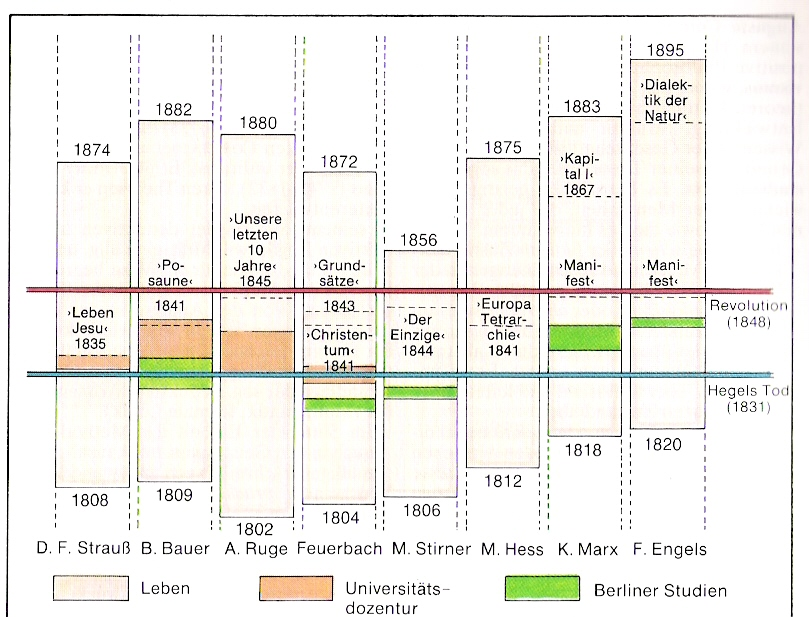 1874
›Leben
Jesu‹
1835
1808
D. F. Strauß
1882
›Po-
saune‹
1841
1809
B. Bauer
1880
›Unsere
letzten
10
Jahre‹
1845
1802
A. Ruge
1872
›Grund-
sätze‹
1843
›Christen-
tum‹
1841
1804
Feuerbach
1856
›Der
Einzige‹
1844
1806
M. Stirner
1875
›Europa
Tetrar-
chie‹
1841
1812
M. Hess
1883
›Kapi-
tal I‹
1867
›Mani-
fest‹
1818
K. Marx
1895
›Dialek-
tik der
Natur‹
›Mani-
fest‹
1820
F. Engels
Revolution
(1848)
Hegels Tod
(1831)
Leben
Universitäts-
dozentur
Berliner Studien